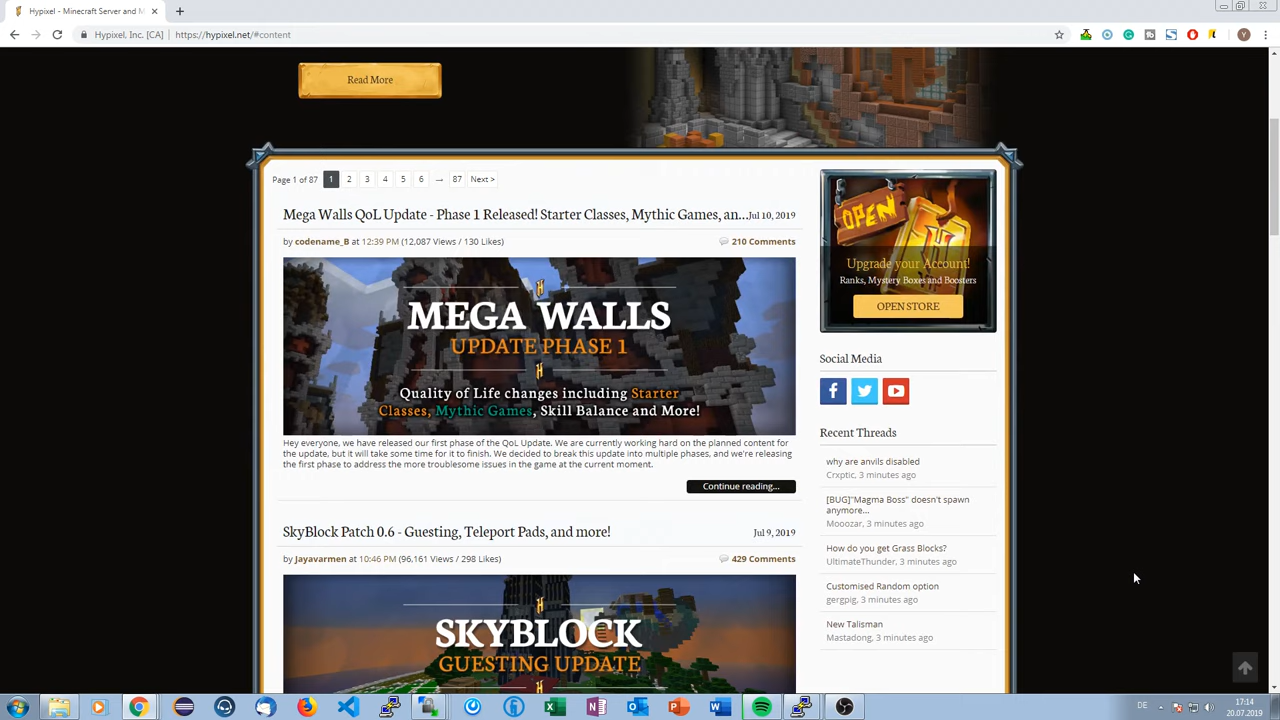 Hypixel - Minecraft Server and M
Hypixel, Inc. [CA]
https://hypixel.net/#content
Y
Read More
Page 1 of 87 1 2 3 4 5 6 → 87 Next >
Mega Walls QoL Update - Phase 1 Released! Starter Classes, Mythic Games, an... Jul 10, 2019
by codename_B at 12:39 PM (12,087 Views / 130 Likes)
210 Comments
MEGA WALLS
UPDATE PHASE 1
Quality of Life changes including Starter
Classes, Mythic Games, Skill Balance and More!
Hey everyone, we have released our first phase of the QoL Update. We are currently working hard on the planned content for
the update, but it will take some time for it to finish. We decided to break this update into multiple phases, and we're releasing
the first phase to address the more troublesome issues in the game at the current moment.
Continue reading...
SkyBlock Patch 0.6 - Guesting, Teleport Pads, and more! Jul 9, 2019
by Jayavarmen at 10:46 PM (96,161 Views / 298 Likes)
429 Comments
SKYBLOCK
GUESTING UPDATE
OPEN
Upgrade your Account!
Ranks, Mystery Boxes and Boosters
OPEN STORE
Social Media
Recent Threads
why are anvils disabled
Crxptic, 3 minutes ago
[BUG]"Magma Boss" doesn't spawn
anymore...
Mooozar, 3 minutes ago
How do you get Grass Blocks?
UltimateThunder, 3 minutes ago
Customised Random option
gergpig, 3 minutes ago
New Talisman
Mastadong, 3 minutes ago
DE
17:14
20.07.2019